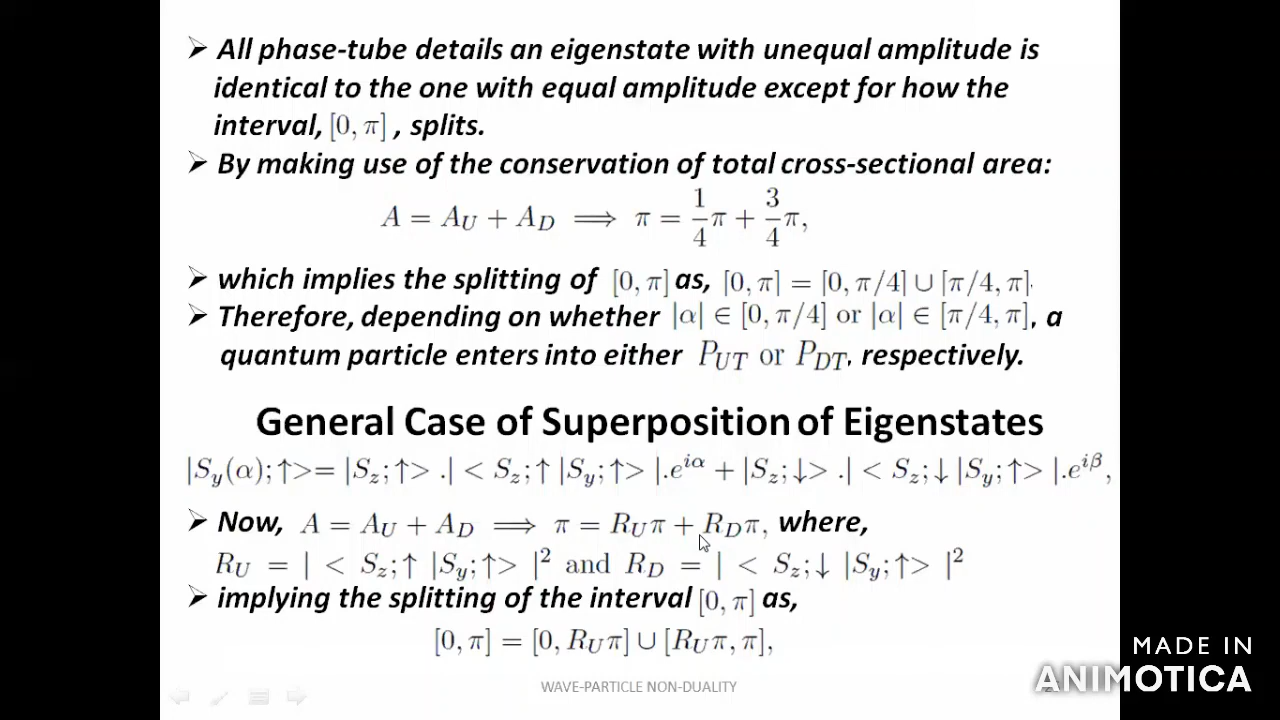 ➢ All phase-tube details an eigenstate with unequal amplitude is
identical to the one with equal amplitude except for how the
interval, [0, π] , splits.
➢ By making use of the conservation of total cross-sectional area:
A = A_U + A_D ⟹ π = 1/4 π + 3/4 π,
➢ which implies the splitting of [0, π] as, [0, π] = [0, π/4] ∪ [π/4, π].
➢ Therefore, depending on whether |α| ∈ [0, π/4] or |α| ∈ [π/4, π], a
quantum particle enters into either P_UT or P_DT, respectively.
General Case of Superposition of Eigenstates
|S_y(α); ↑>= |S_z; ↑> .| < S_z; ↑ |S_y; ↑> |.e^{iα} + |S_z; ↓> .| < S_z; ↓ |S_y; ↑> |.e^{iβ},
➢ Now, A = A_U + A_D ⟹ π = R_U π + R_D π, where,
R_U = | < S_z; ↑ |S_y; ↑> |² and R_D = | < S_z; ↓ |S_y; ↑> |²
➢ implying the splitting of the interval [0, π] as,
[0, π] = [0, R_U π] ∪ [R_U π, π],
WAVE-PARTICLE NON-DUALITY
MADE IN
ANIMOTICA